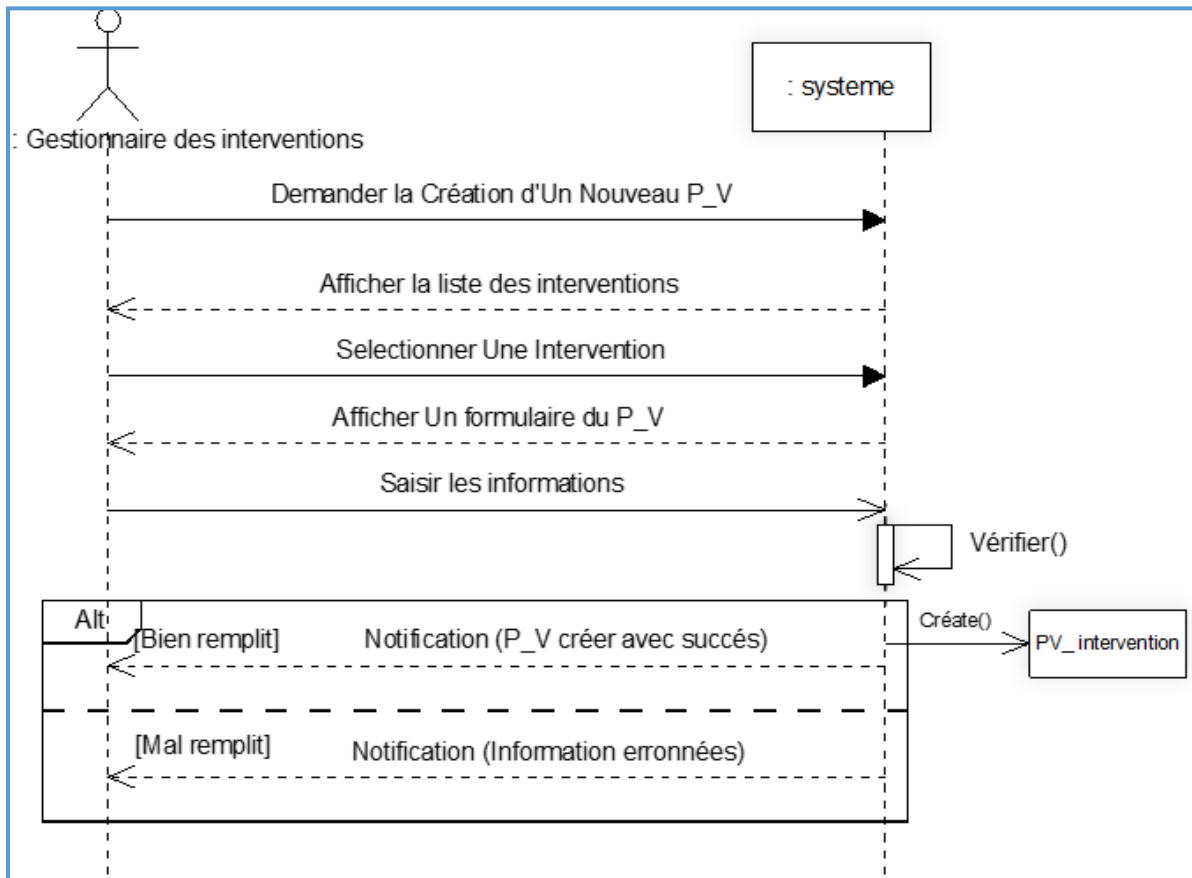 : Gestionnaire des interventions
: systeme
Demander la Création d'Un Nouveau P_V
Afficher la liste des interventions
Selectionner Une Intervention
Afficher Un formulaire du P_V
Saisir les informations
Vérifier()
Alt
[Bien remplit]
Notification (P_V créer avec succés)
Créate()
PV_ intervention
[Mal remplit]
Notification (Information erronnées)